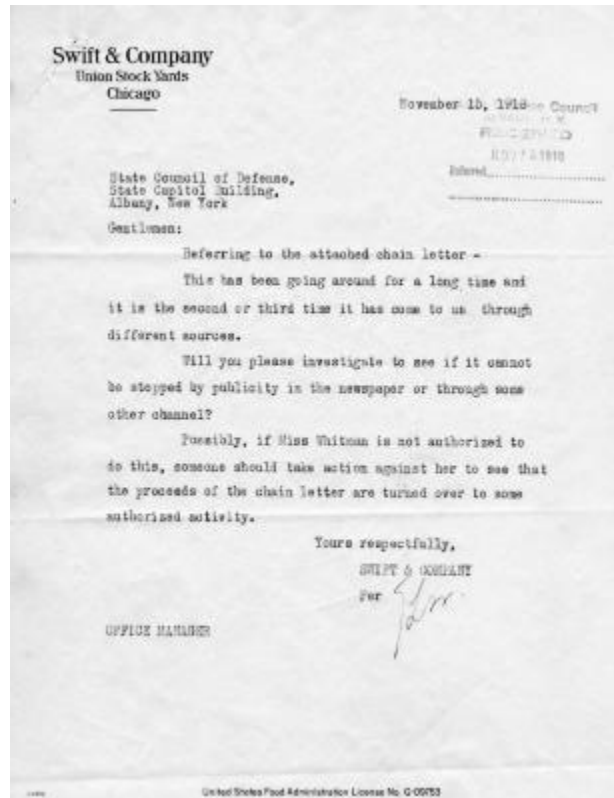 Swift & Company
Union Stock Yards
Chicago
November 15, 1918
Council
RECEIVED
1918
Referred
State Council of Defense,
State Capitol Building,
Albany, New York
Gentlemen:
Referring to the attached chain letter -
This has been going around for a long time and
it is the second or third time it has come to us through
different sources.
Will you please investigate to see if it cannot
be stopped by publicity in the newspaper or through some
other channel?
Possibly, if Miss Whitman is not authorized to
do this, someone should take action against her to see that
the proceeds of the chain letter are turned over to some
authorized activity.
Yours respectfully,
SWIFT & COMPANY
Per
OFFICE MANAGER
United States Food Administration License No. G-09753